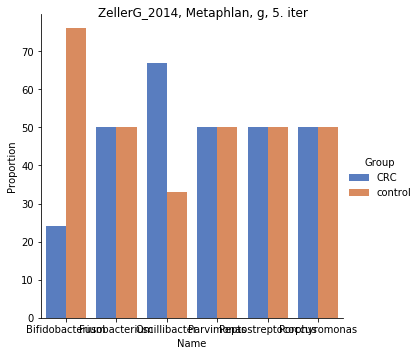 ZellerG_2014, Metaphlan, g, 5. iter
Proportion
70
60
50
40
30
20
10
0
Group
CRC
control
Bifidobacterium Fusobacterium Oscillibacter Parvimonas Peptostreptococcus Porphyromonas
Name